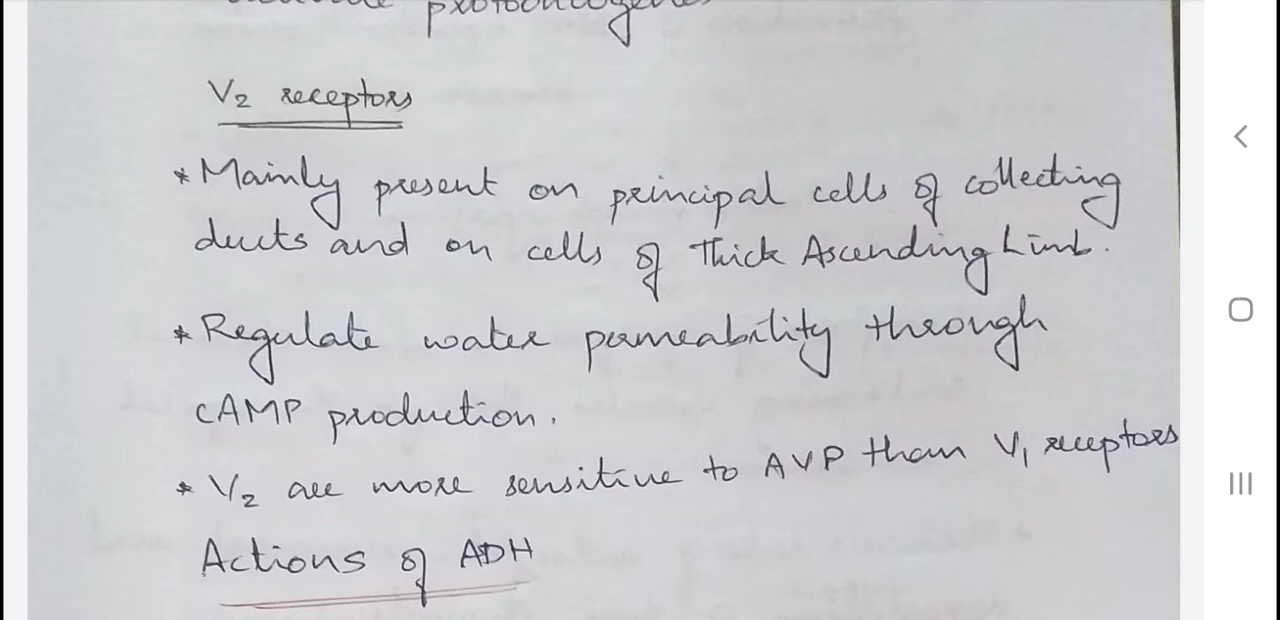 protooncogenes
V₂ receptors
* Mainly present on principal cells of collecting
ducts and on cells of Thick Ascending Limb.
* Regulate water permeability through
cAMP production.
* V₂ are more sensitive to AVP than V₁ receptors
Actions of ADH